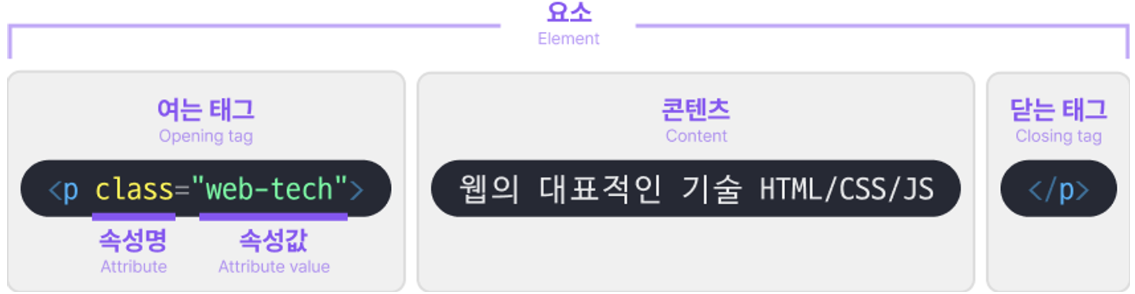 요소
Element
여는 태그
Opening tag
<p class="web-tech">
속성명
Attribute
속성값
Attribute value
콘텐츠
Content
웹의 대표적인 기술 HTML/CSS/JS
닫는 태그
Closing tag
</p>